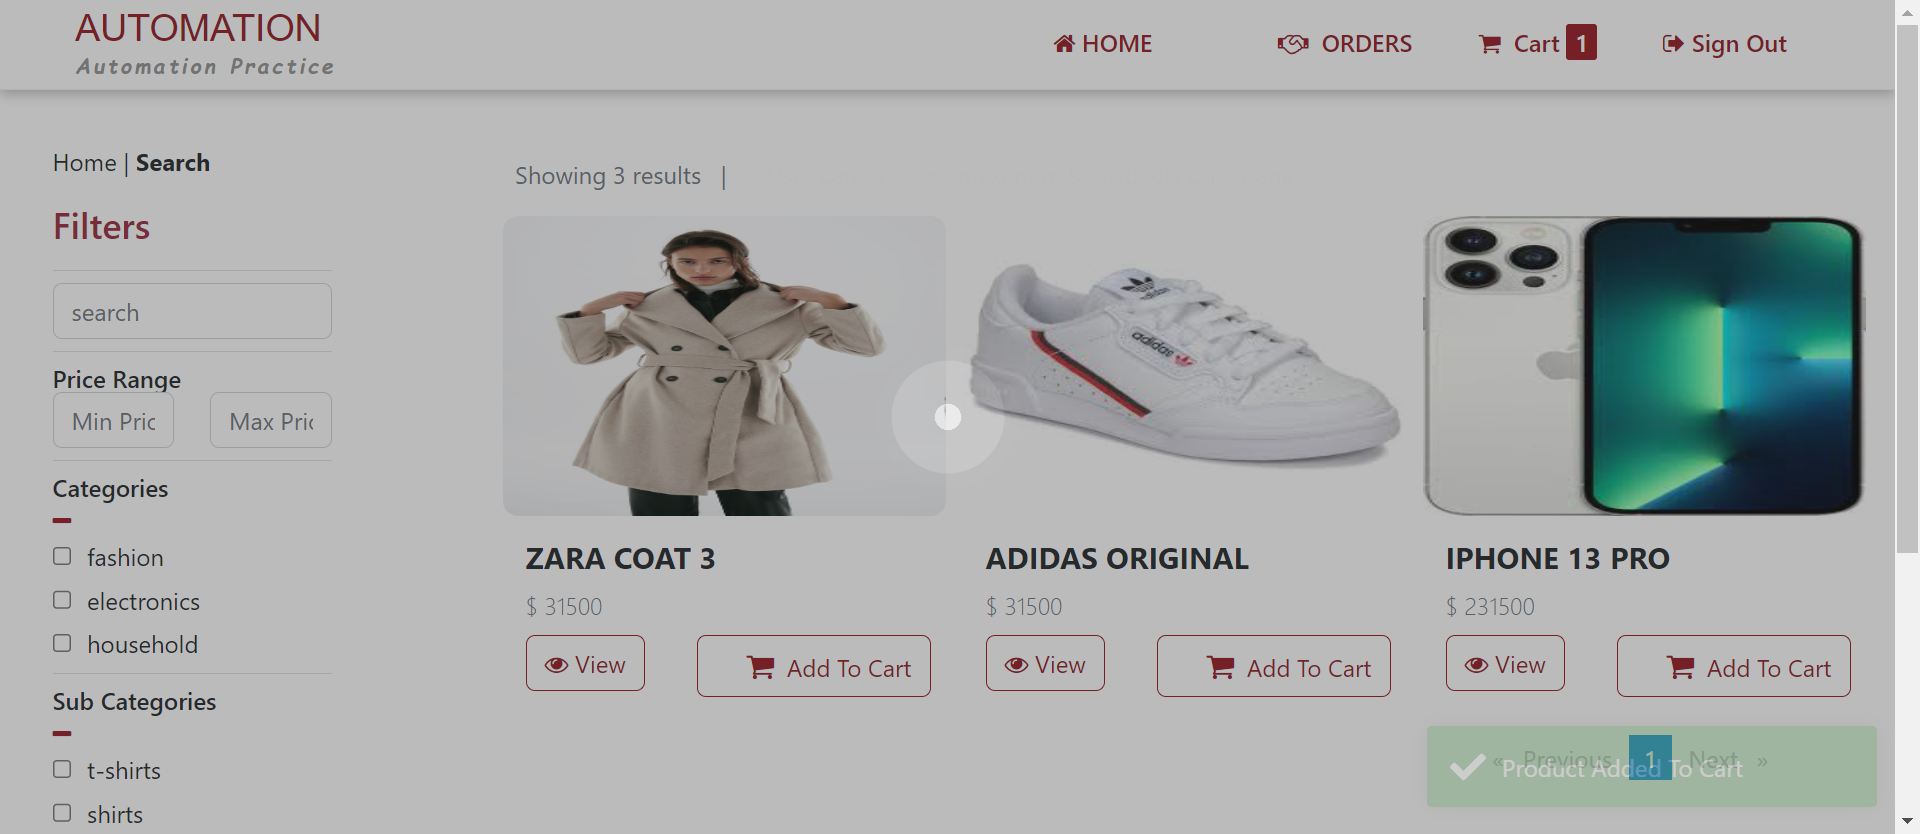 AUTOMATION
Automation Practice
HOME
ORDERS
Cart 1
Sign Out
Home | Search
Showing 3 results |
Filters
search
Price Range
Min Pric
Max Pric
Categories
fashion
electronics
household
Sub Categories
t-shirts
shirts
adidas
ZARA COAT 3
$ 31500
View
Add To Cart
ADIDAS ORIGINAL
$ 31500
View
Add To Cart
IPHONE 13 PRO
$ 231500
View
Add To Cart
« Previous 1 Next »
Product Added To Cart